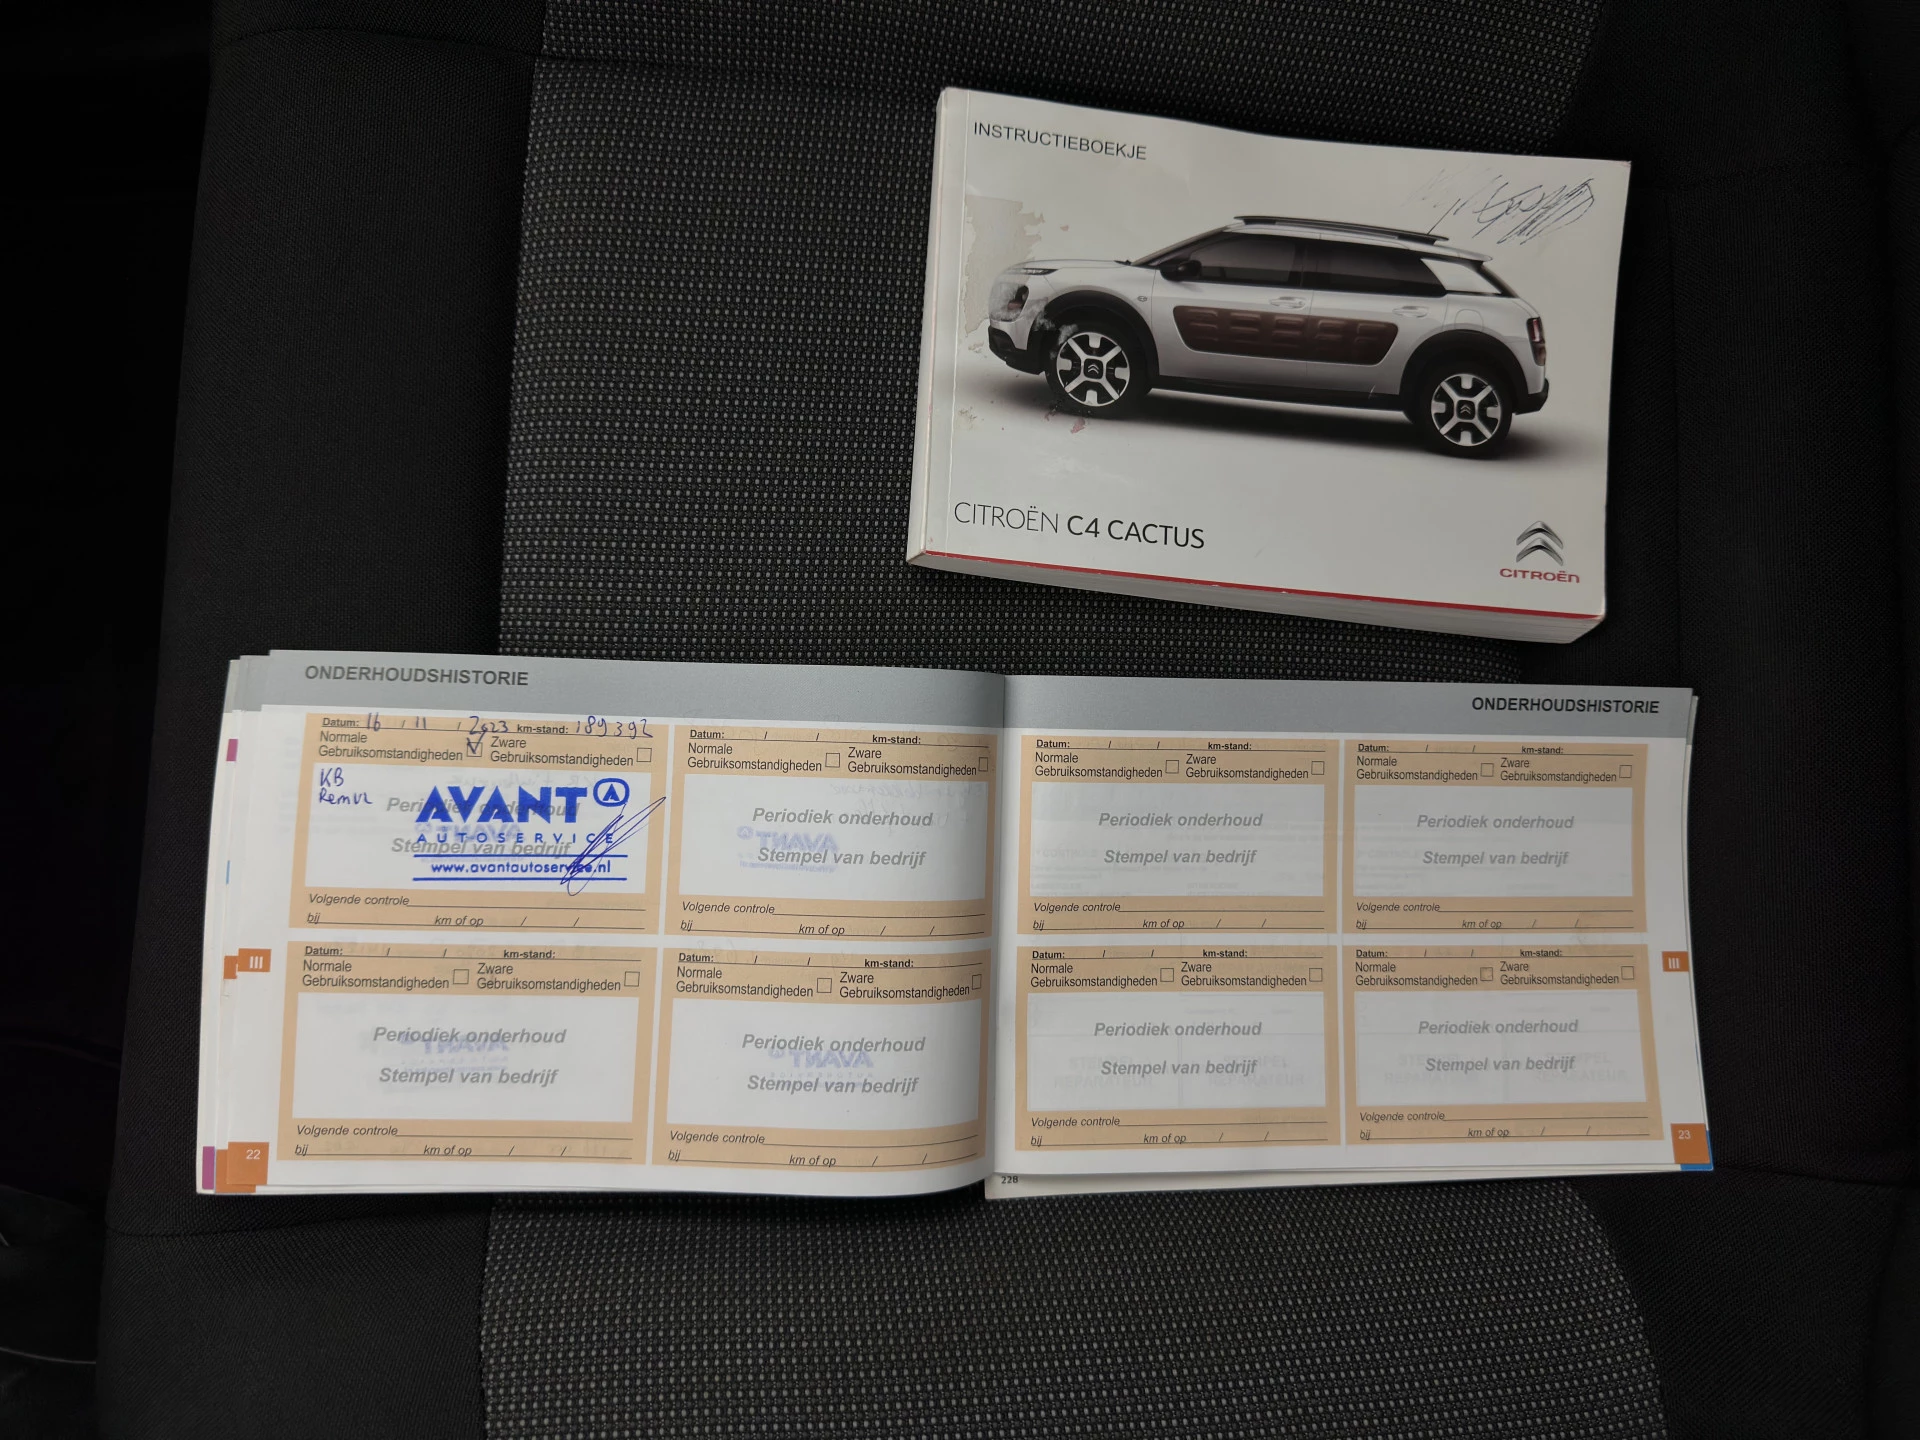 INSTRUCTIEBOEKJE
CITROËN C4 CACTUS
CITROËN
ONDERHOUDSHISTORIE
Datum: 16 / 11 / 2023 km-stand: 189392
Normale
Gebruiksomstandigheden
Zware
Gebruiksomstandigheden
KB
Remvl
Periodiek onderhoud
Stempel van bedrijf
AVANT A
AUTOSERVICE
www.avantautoservice.nl
Volgende controle
bij km of op / /
Datum: / / km-stand:
Normale
Gebruiksomstandigheden
Zware
Gebruiksomstandigheden
Periodiek onderhoud
Stempel van bedrijf
Volgende controle
bij km of op / /
III
Datum: / / km-stand:
Normale
Gebruiksomstandigheden
Zware
Gebruiksomstandigheden
Periodiek onderhoud
Stempel van bedrijf
Volgende controle
bij km of op / /
Datum: / / km-stand:
Normale
Gebruiksomstandigheden
Zware
Gebruiksomstandigheden
Periodiek onderhoud
Stempel van bedrijf
Volgende controle
bij km of op / /
22
ONDERHOUDSHISTORIE
Datum: / / km-stand:
Normale
Gebruiksomstandigheden
Zware
Gebruiksomstandigheden
Periodiek onderhoud
Stempel van bedrijf
Volgende controle
bij km of op / /
Datum: / / km-stand:
Normale
Gebruiksomstandigheden
Zware
Gebruiksomstandigheden
Periodiek onderhoud
Stempel van bedrijf
Volgende controle
bij km of op / /
III
Datum: / / km-stand:
Normale
Gebruiksomstandigheden
Zware
Gebruiksomstandigheden
Periodiek onderhoud
Stempel van bedrijf
Volgende controle
bij km of op / /
Datum: / / km-stand:
Normale
Gebruiksomstandigheden
Zware
Gebruiksomstandigheden
Periodiek onderhoud
Stempel van bedrijf
Volgende controle
bij km of op / /
23
228